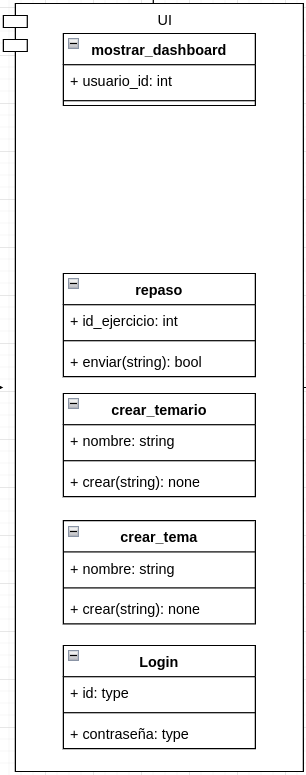 UI
mostrar_dashboard
+ usuario_id: int
repaso
+ id_ejercicio: int
+ enviar(string): bool
crear_temario
+ nombre: string
+ crear(string): none
crear_tema
+ nombre: string
+ crear(string): none
Login
+ id: type
+ contraseña: type